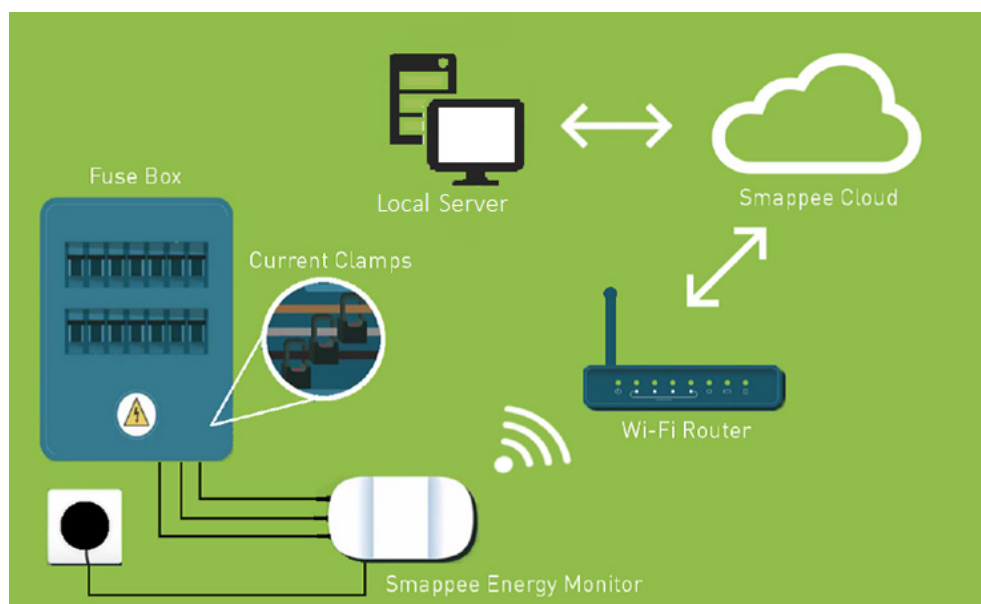 Fuse Box
Local Server
Smappee Cloud
Current Clamps
Wi-Fi Router
Smappee Energy Monitor